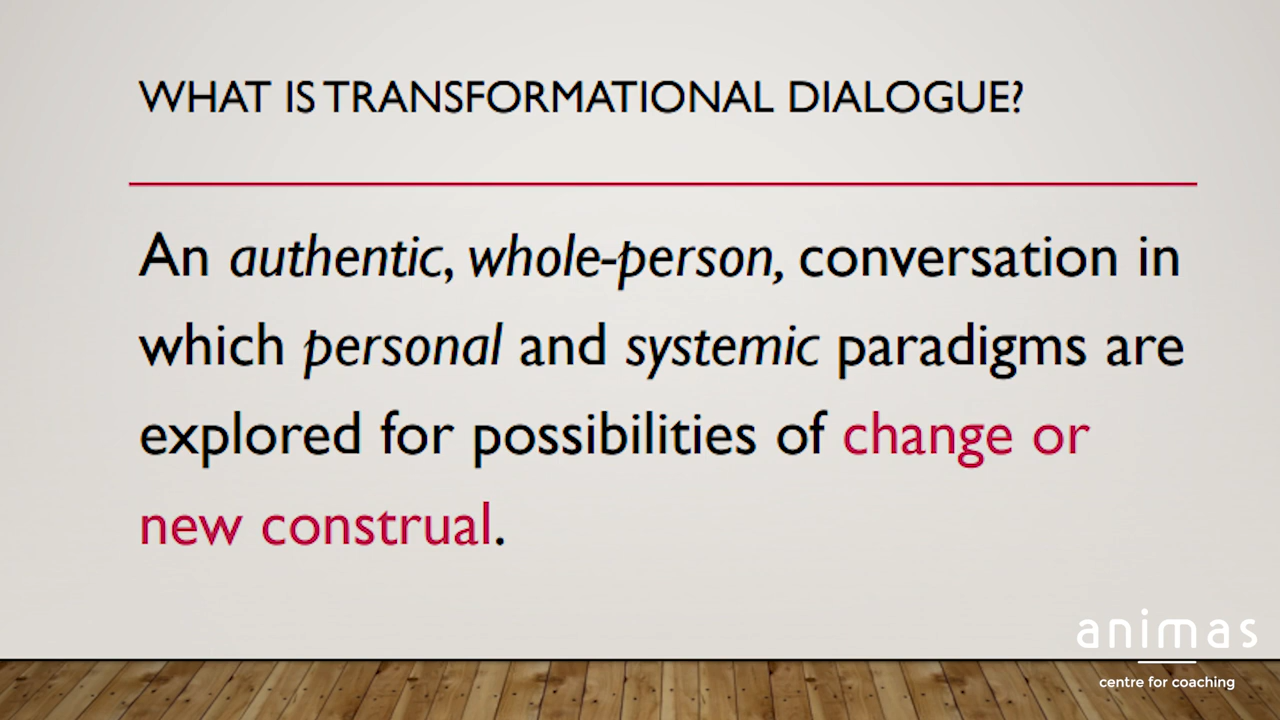 WHAT IS TRANSFORMATIONAL DIALOGUE?
An authentic, whole-person, conversation in
which personal and systemic paradigms are
explored for possibilities of change or
new construal.
animas
centre for coaching